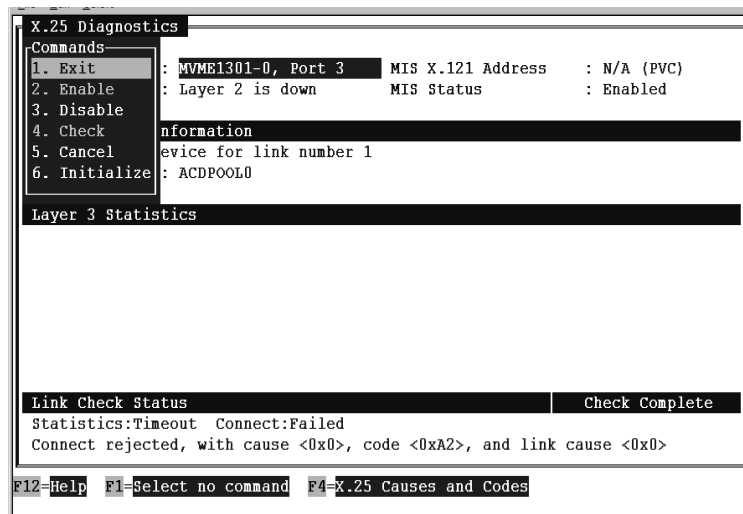 X.25 Diagnostics
Commands
1. Exit : MVME1301-0, Port 3 MIS X.121 Address : N/A (PVC)
2. Enable : Layer 2 is down MIS Status : Enabled
3. Disable
4. Check nformation
5. Cancel evice for link number 1
6. Initialize : ACDPOOL0
Layer 3 Statistics
Link Check Status Check Complete
Statistics:Timeout Connect:Failed
Connect rejected, with cause <0x0>, code <0xA2>, and link cause <0x0>
F12=Help F1=Select no command F4=X.25 Causes and Codes